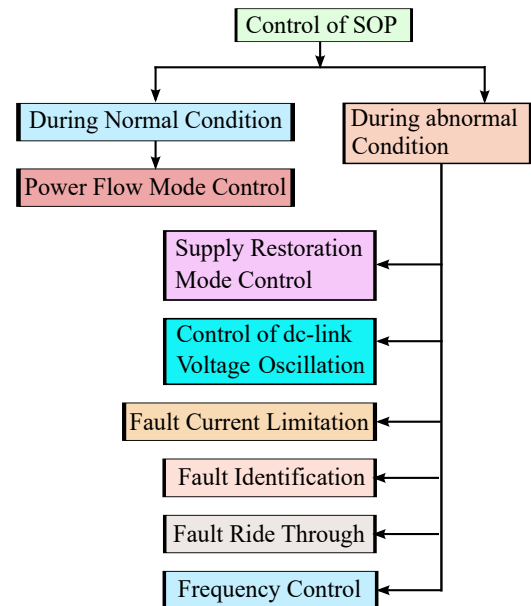 Control of SOP
During Normal Condition
During abnormal
Condition
Power Flow Mode Control
Supply Restoration
Mode Control
Control of dc-link
Voltage Oscillation
Fault Current Limitation
Fault Identification
Fault Ride Through
Frequency Control